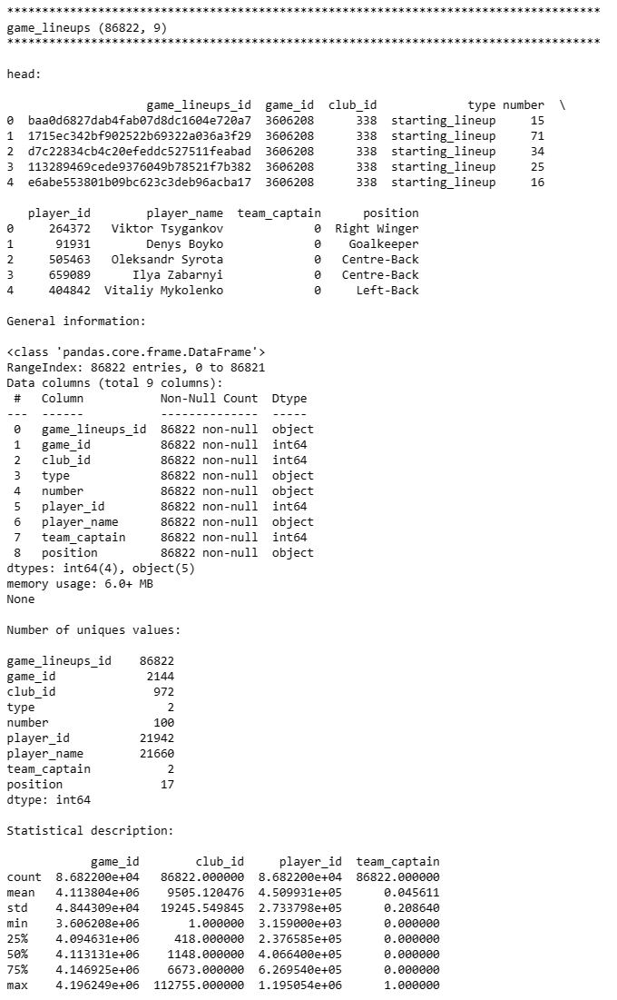 **************************************************************************************
game_lineups (86822, 9)
**************************************************************************************
head:
game_lineups_id game_id club_id type number \
0 baa0d6827dab4fab07d8dc1604e720a7 3606208 338 starting_lineup 15
1 1715ec342bf902522b69322a036a3f29 3606208 338 starting_lineup 71
2 d7c22834cb4c20efeddc527511feabad 3606208 338 starting_lineup 34
3 113289469cede9376049b78521f7b382 3606208 338 starting_lineup 25
4 e6abe553801b09bc623c3deb96acba17 3606208 338 starting_lineup 16
player_id player_name team_captain position
0 264372 Viktor Tsygankov 0 Right Winger
1 91931 Denys Boyko 0 Goalkeeper
2 505463 Oleksandr Syrota 0 Centre-Back
3 659089 Ilya Zabarnyi 0 Centre-Back
4 404842 Vitaliy Mykolenko 0 Left-Back
General information:
<class 'pandas.core.frame.DataFrame'>
RangeIndex: 86822 entries, 0 to 86821
Data columns (total 9 columns):
# Column Non-Null Count Dtype
--- ------ -------------- -----
0 game_lineups_id 86822 non-null object
1 game_id 86822 non-null int64
2 club_id 86822 non-null int64
3 type 86822 non-null object
4 number 86822 non-null object
5 player_id 86822 non-null int64
6 player_name 86822 non-null object
7 team_captain 86822 non-null int64
8 position 86822 non-null object
dtypes: int64(4), object(5)
memory usage: 6.0+ MB
None
Number of uniques values:
game_lineups_id 86822
game_id 2144
club_id 972
type 2
number 100
player_id 21942
player_name 21660
team_captain 2
position 17
dtype: int64
Statistical description:
game_id club_id player_id team_captain
count 8.682200e+04 86822.000000 8.682200e+04 86822.000000
mean 4.113804e+06 9505.120476 4.509931e+05 0.045611
std 4.844309e+04 19245.549845 2.733798e+05 0.208640
min 3.606208e+06 1.000000 3.159000e+03 0.000000
25% 4.094631e+06 418.000000 2.376585e+05 0.000000
50% 4.113131e+06 1148.000000 4.066400e+05 0.000000
75% 4.146925e+06 6673.000000 6.269540e+05 0.000000
max 4.196249e+06 112755.000000 1.195054e+06 1.000000